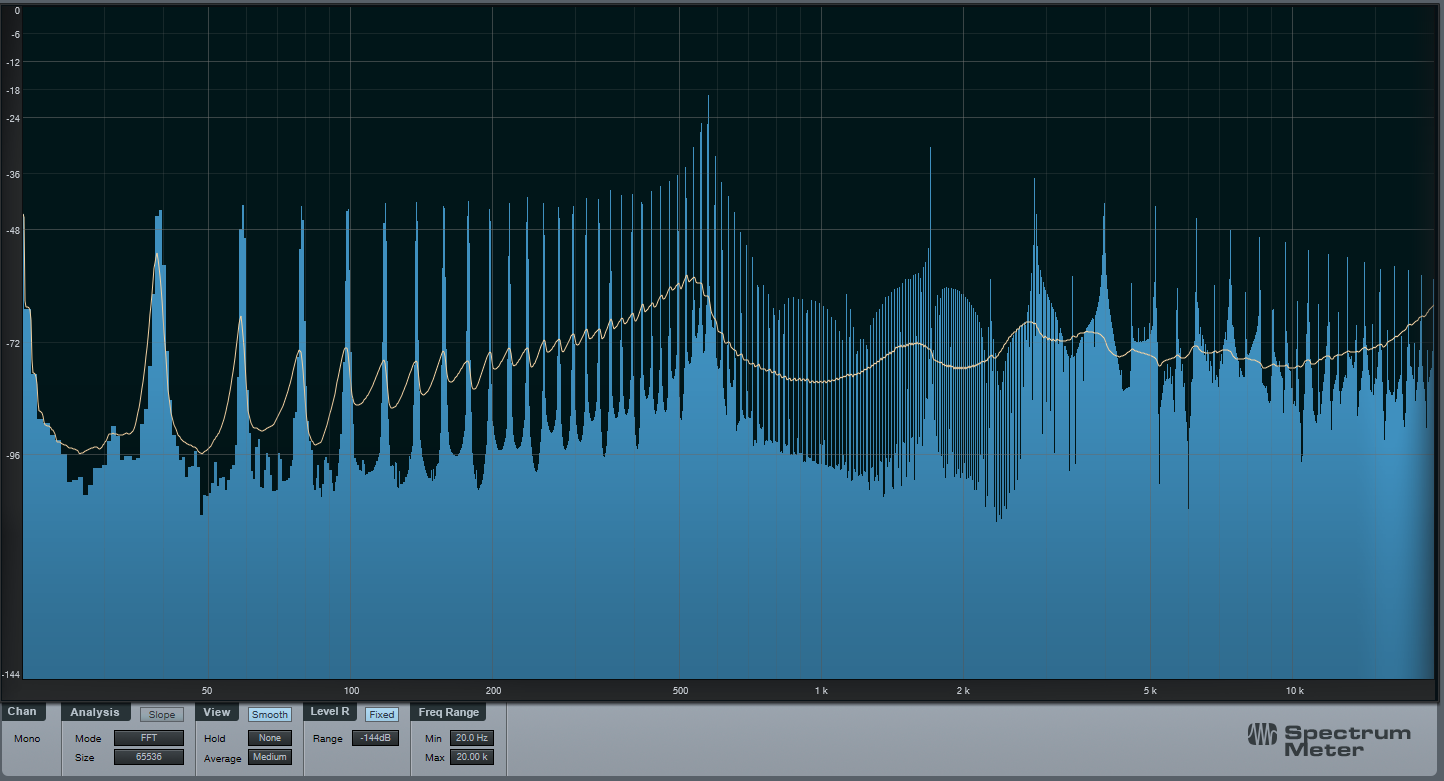 0
-6
-12
-18
-24
-36
-48
-72
-96
-144
50
100
200
500
1 k
2 k
5 k
10 k
Chan
Mono
Analysis
Slope
Mode
FFT
Size
65536
View
Smooth
Hold
None
Average
Medium
Level R
Fixed
Range
-144dB
Freq Range
Min
20.0 Hz
Max
20.00 k
Spectrum
Meter